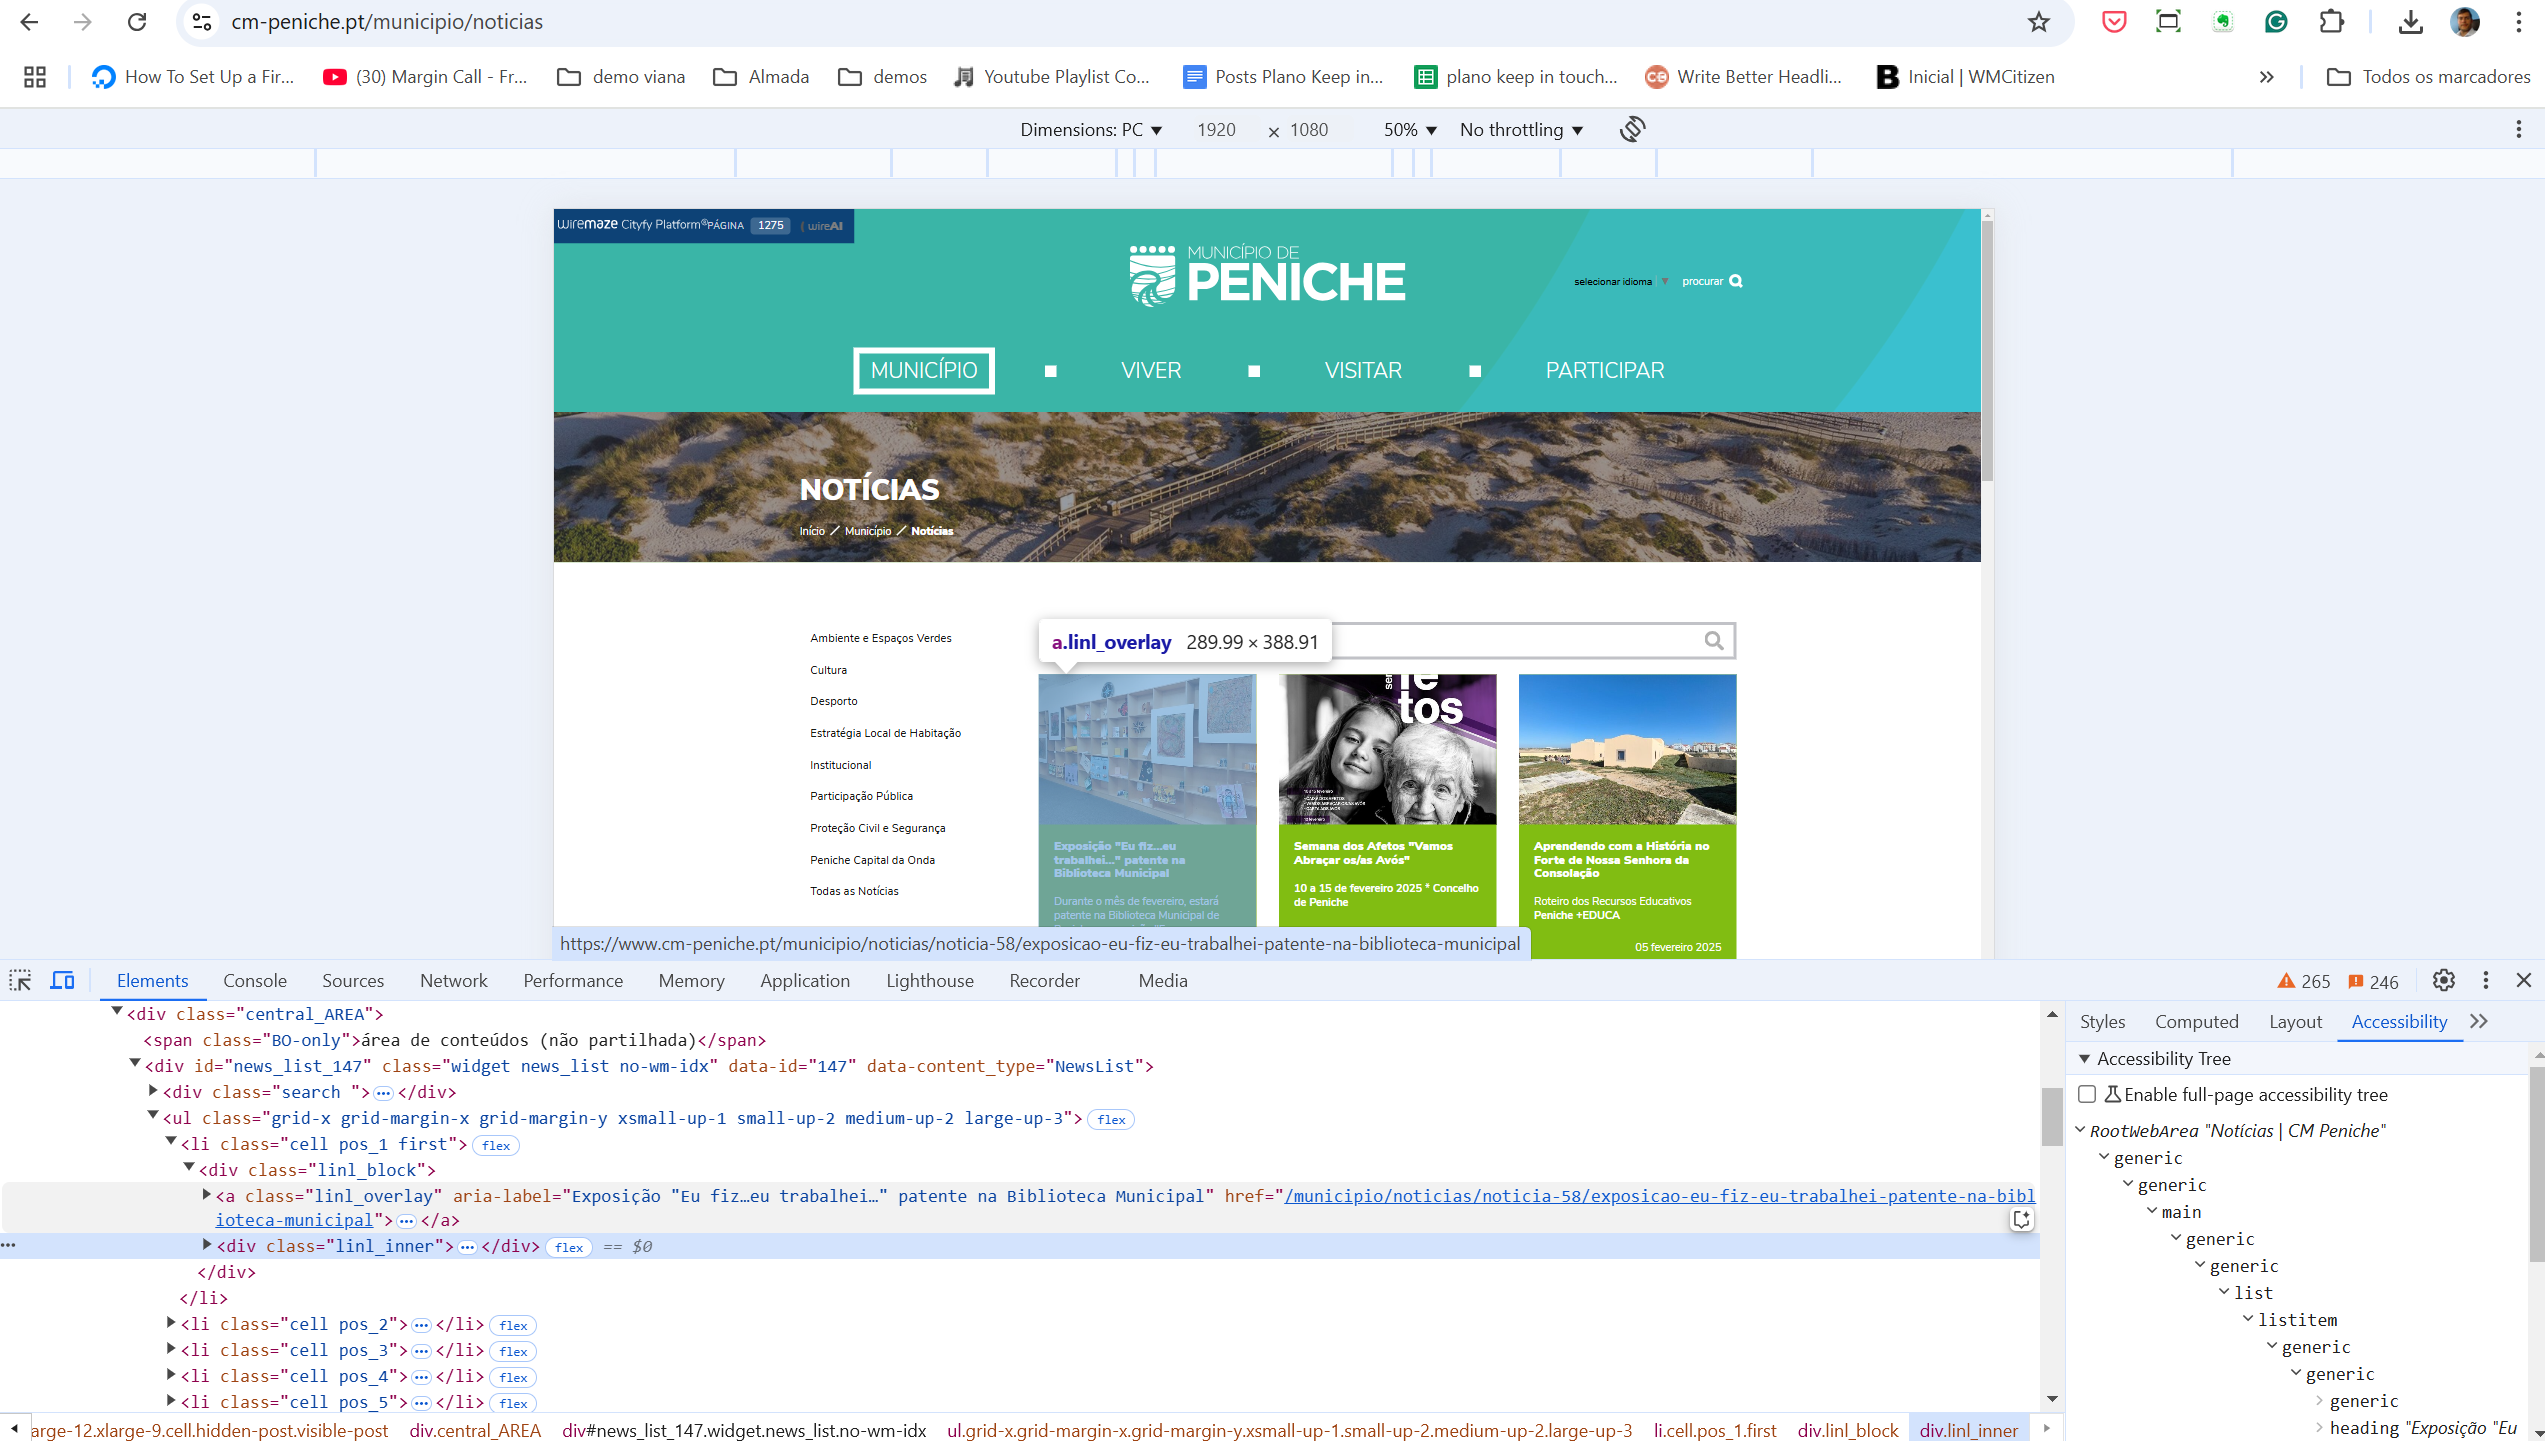 cm-peniche.pt/municipio/noticias
How To Set Up a Fir...
(30) Margin Call - Fr...
demo viana
Almada
demos
Youtube Playlist Co...
Posts Plano Keep in...
plano keep in touch...
Write Better Headli...
Inicial | WMCitizen
Todos os marcadores
Dimensions: PC
1920 × 1080
50%
No throttling
wiremaze Cityfy Platform® PÁGINA 1275 wireAI
MUNICÍPIO DE
PENICHE
selecionar idioma
procurar
MUNICÍPIO
VIVER
VISITAR
PARTICIPAR
NOTÍCIAS
Início / Município / Notícias
Ambiente e Espaços Verdes
Cultura
Desporto
Estratégia Local de Habitação
Institucional
Participação Pública
Proteção Civil e Segurança
Peniche Capital da Onda
Todas as Notícias
a.linl_overlay 289.99 × 388.91
tos
Exposição "Eu fiz...eu
trabalhei..." patente na
Biblioteca Municipal
Durante o mês de fevereiro, estará
patente na Biblioteca Municipal de
Semana dos Afetos "Vamos
Abraçar os/as Avós"
10 a 15 de fevereiro 2025 * Concelho
de Peniche
Aprendendo com a História no
Forte de Nossa Senhora da
Consolação
Roteiro dos Recursos Educativos
Peniche +EDUCA
05 fevereiro 2025
https://www.cm-peniche.pt/municipio/noticias/noticia-58/exposicao-eu-fiz-eu-trabalhei-patente-na-biblioteca-municipal
Elements
Console
Sources
Network
Performance
Memory
Application
Lighthouse
Recorder
Media
265
246
<div class="central_AREA">
<span class="BO-only">área de conteúdos (não partilhada)</span>
<div id="news_list_147" class="widget news_list no-wm-idx" data-id="147" data-content_type="NewsList">
<div class="search ">…</div>
<ul class="grid-x grid-margin-x grid-margin-y xsmall-up-1 small-up-2 medium-up-2 large-up-3"> flex
<li class="cell pos_1 first"> flex
<div class="linl_block">
<a class="linl_overlay" aria-label="Exposição "Eu fiz…eu trabalhei…" patente na Biblioteca Municipal" href="/municipio/noticias/noticia-58/exposicao-eu-fiz-eu-trabalhei-patente-na-bibl
ioteca-municipal">…</a>
<div class="linl_inner">…</div> flex == $0
</div>
</li>
<li class="cell pos_2">…</li> flex
<li class="cell pos_3">…</li> flex
<li class="cell pos_4">…</li> flex
<li class="cell pos_5">…</li> flex
arge-12.xlarge-9.cell.hidden-post.visible-post div.central_AREA div#news_list_147.widget.news_list.no-wm-idx ul.grid-x.grid-margin-x.grid-margin-y.xsmall-up-1.small-up-2.medium-up-2.large-up-3 li.cell.pos_1.first div.linl_block div.linl_inner
Styles
Computed
Layout
Accessibility
Accessibility Tree
Enable full-page accessibility tree
RootWebArea "Notícias | CM Peniche"
generic
generic
main
generic
generic
list
listitem
generic
generic
generic
heading "Exposição "Eu